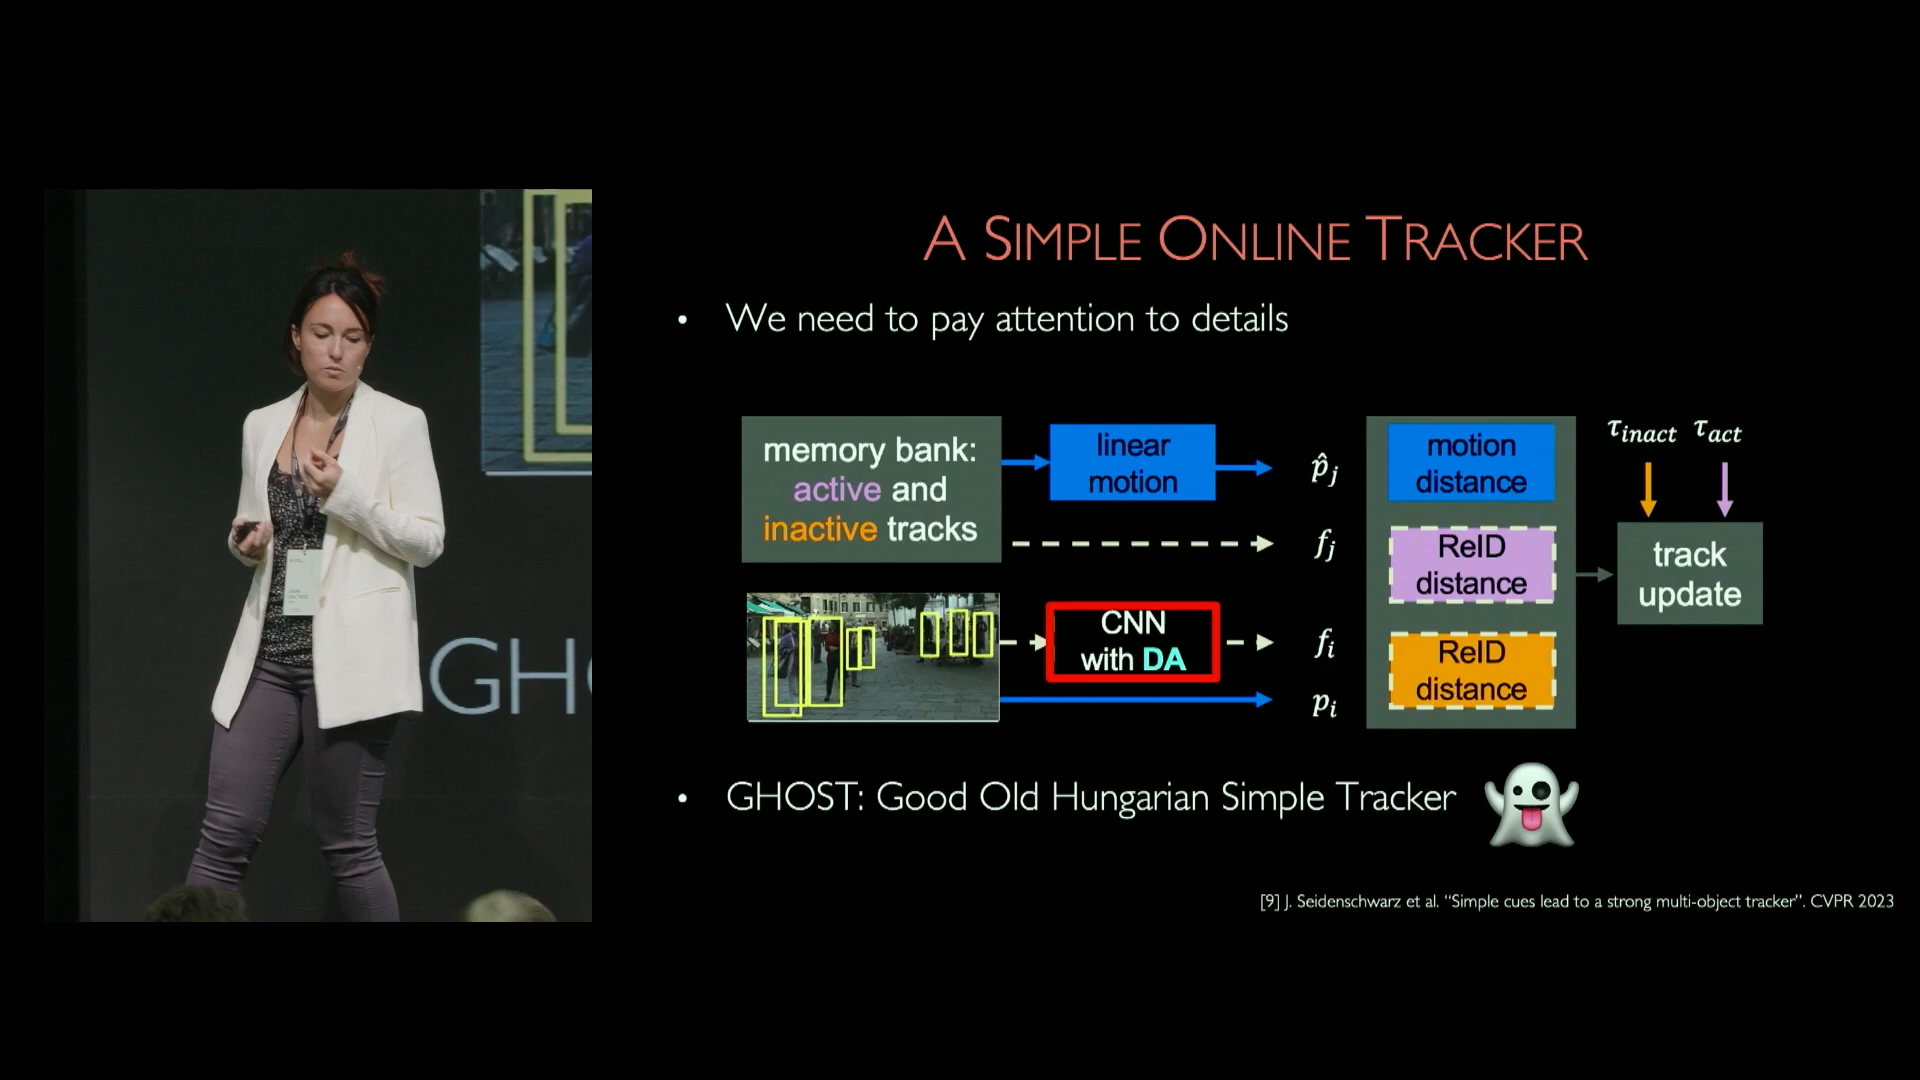 A SIMPLE ONLINE TRACKER
• We need to pay attention to details
memory bank:
active and
inactive tracks
linear
motion
p̂j
fj
CNN
with DA
fi
pi
motion
distance
ReID
distance
ReID
distance
τinact τact
track
update
• GHOST: Good Old Hungarian Simple Tracker
[9] J. Seidenschwarz et al. “Simple cues lead to a strong multi-object tracker”. CVPR 2023
GH